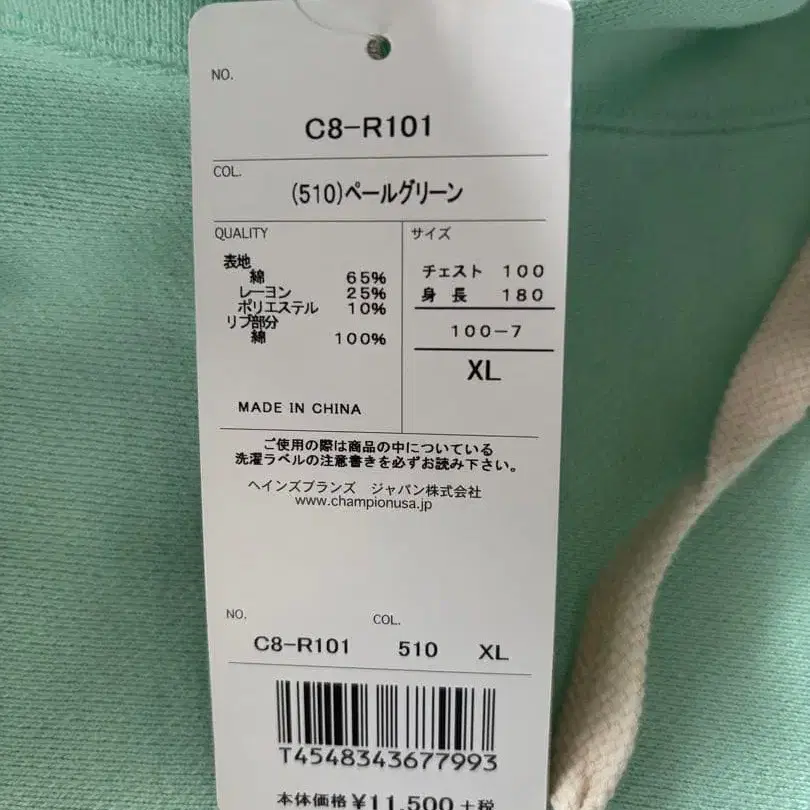 NO.
C8-R101
COL.
(510)ペールグリーン
QUALITY
表地
綿 65%
レーヨン 25%
ポリエステル 10%
リブ部分
綿 100%
MADE IN CHINA
サイズ
チェスト 100
身 長 180
100-7
XL
ご使用の際は商品の中についている
洗濯ラベルの注意書きを必ずお読み下さい。
ヘインズブランズ ジャパン株式会社
www.championusa.jp
NO. COL.
C8-R101 510 XL
T4548343677993
本体価格 ¥11,500+税